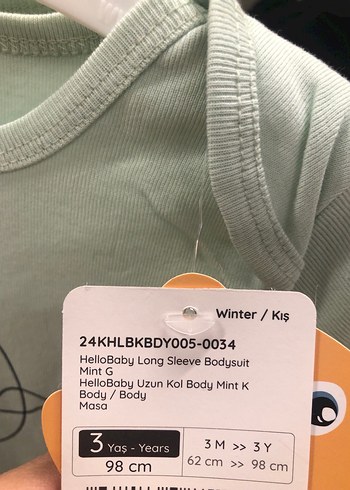 Winter / Kış
24KHLBKBDY005-0034
HelloBaby Long Sleeve Bodysuit
Mint G
HelloBaby Uzun Kol Body Mint K
Body / Body
Masa
3 Yaş - Years
98 cm
3 M >> 3 Y
62 cm >> 98 cm